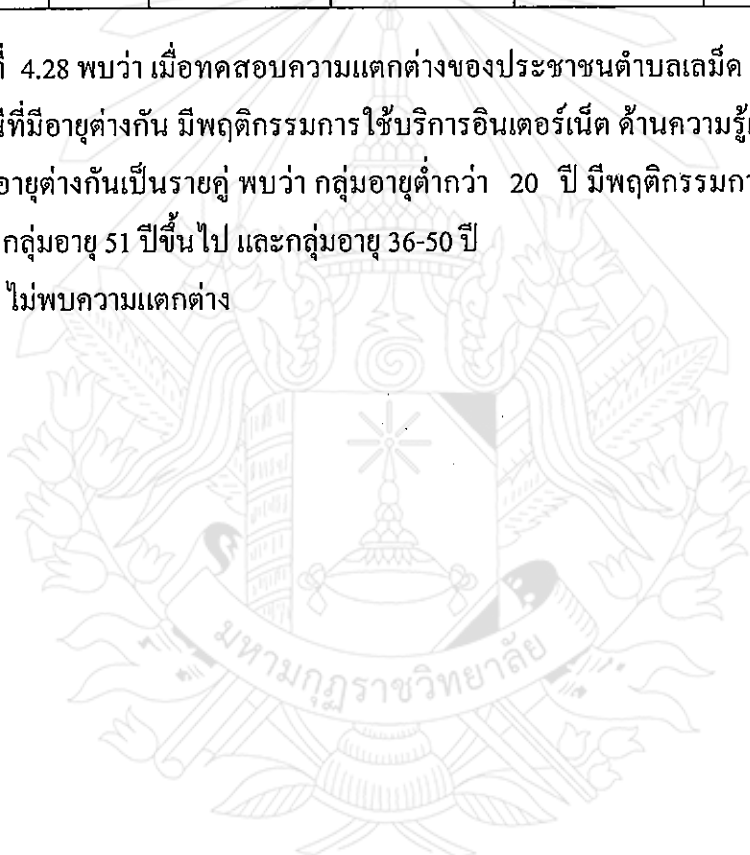 ที่ 4.28 พบว่า เมื่อทดสอบความแตกต่างของประชาชนตำบลเลม็ด
ที่มีอายุต่างกัน มีพฤติกรรมการใช้บริการอินเตอร์เน็ต ด้านความรู้
อายุต่างกันเป็นรายคู่ พบว่า กลุ่มอายุต่ำกว่า 20 ปี มีพฤติกรรมกา
กลุ่มอายุ 51 ปีขึ้นไป และกลุ่มอายุ 36-50 ปี
ไม่พบความแตกต่าง
มหามกุฏราชวิทยาลัย